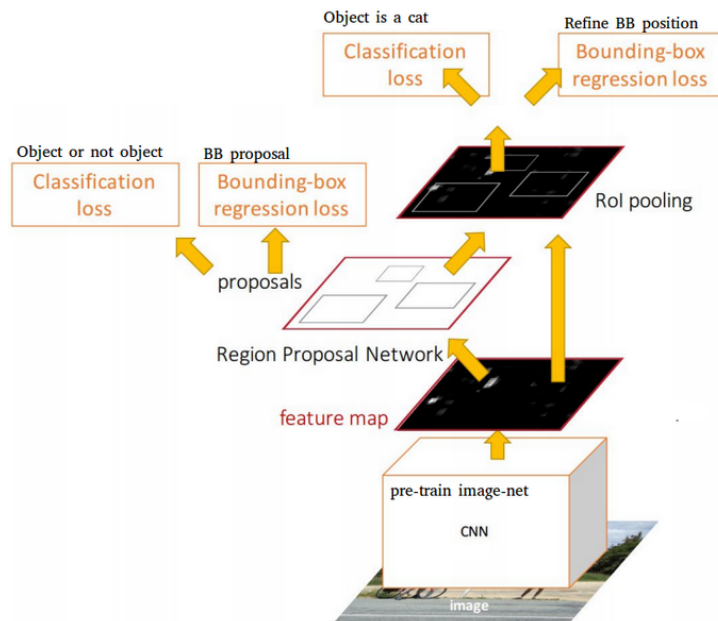 Object is a cat
Refine BB position
Classification
loss
Bounding-box
regression loss
Object or not object
BB proposal
Classification
loss
Bounding-box
regression loss
RoI pooling
proposals
Region Proposal Network
feature map
pre-train image-net
CNN
image